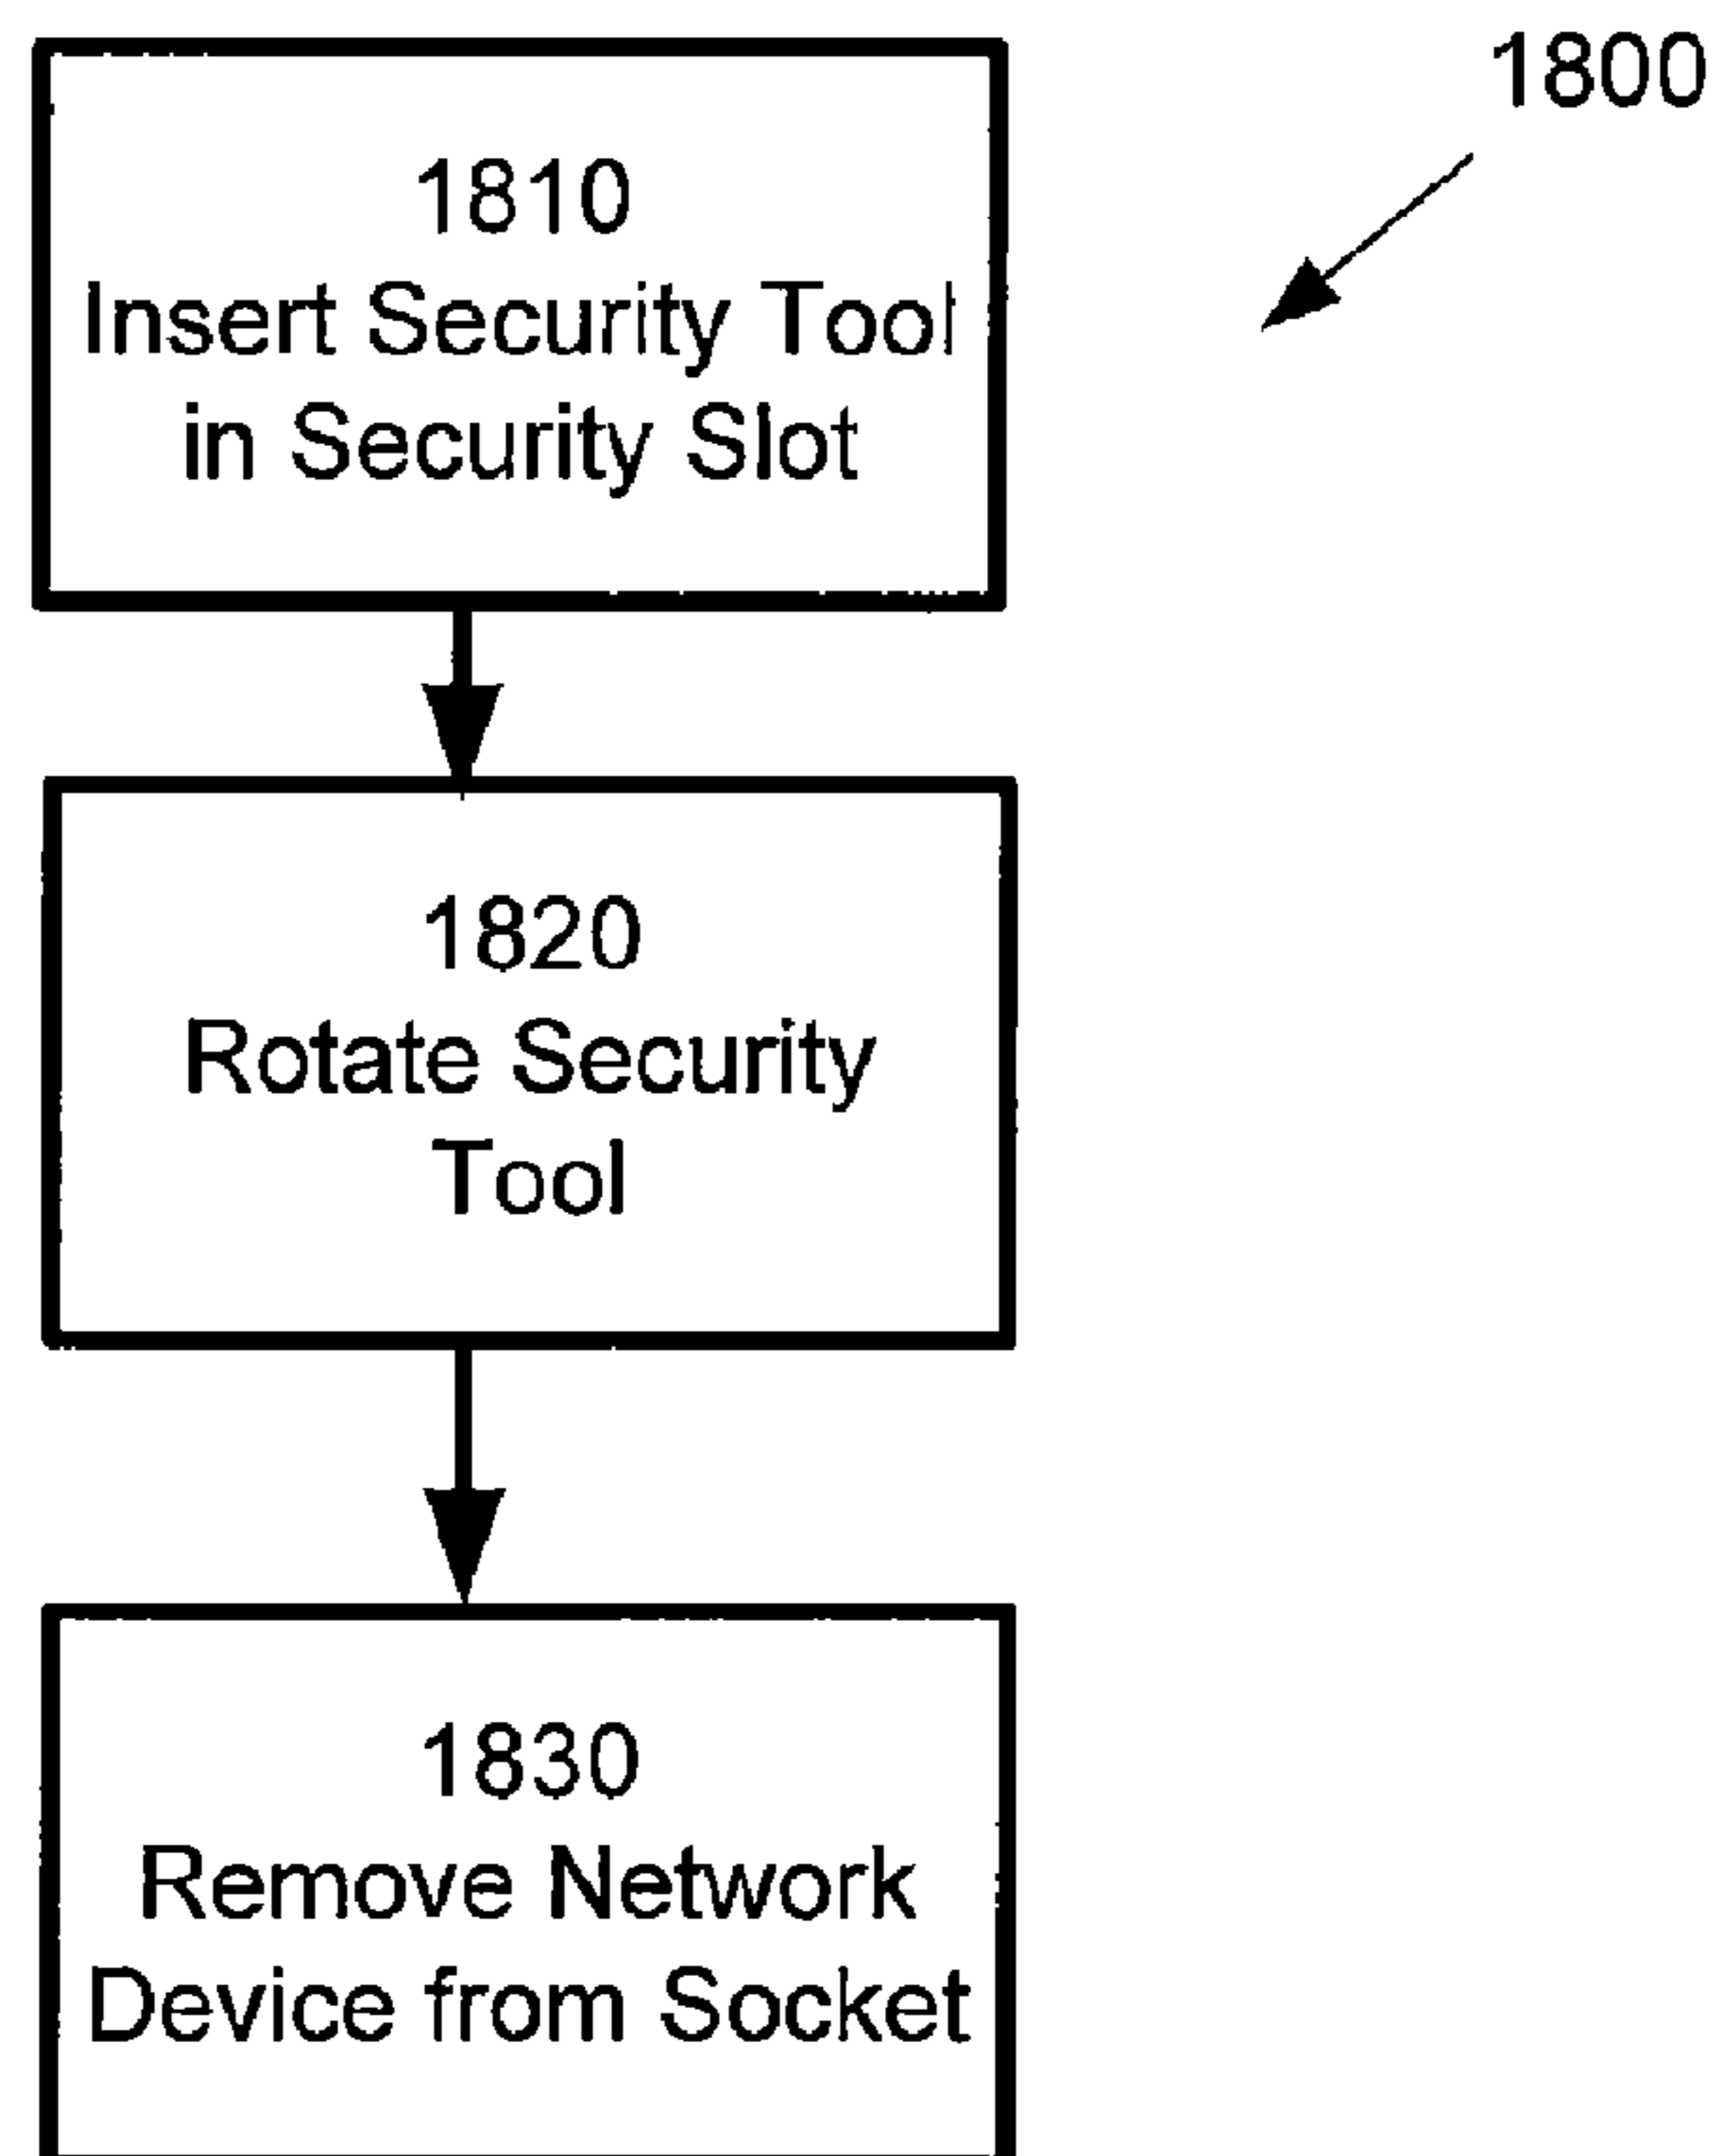 1800
1810
Insert Security Tool
in Security Slot
1820
Rotate Security
Tool
1830
Remove Network
Device from Socket